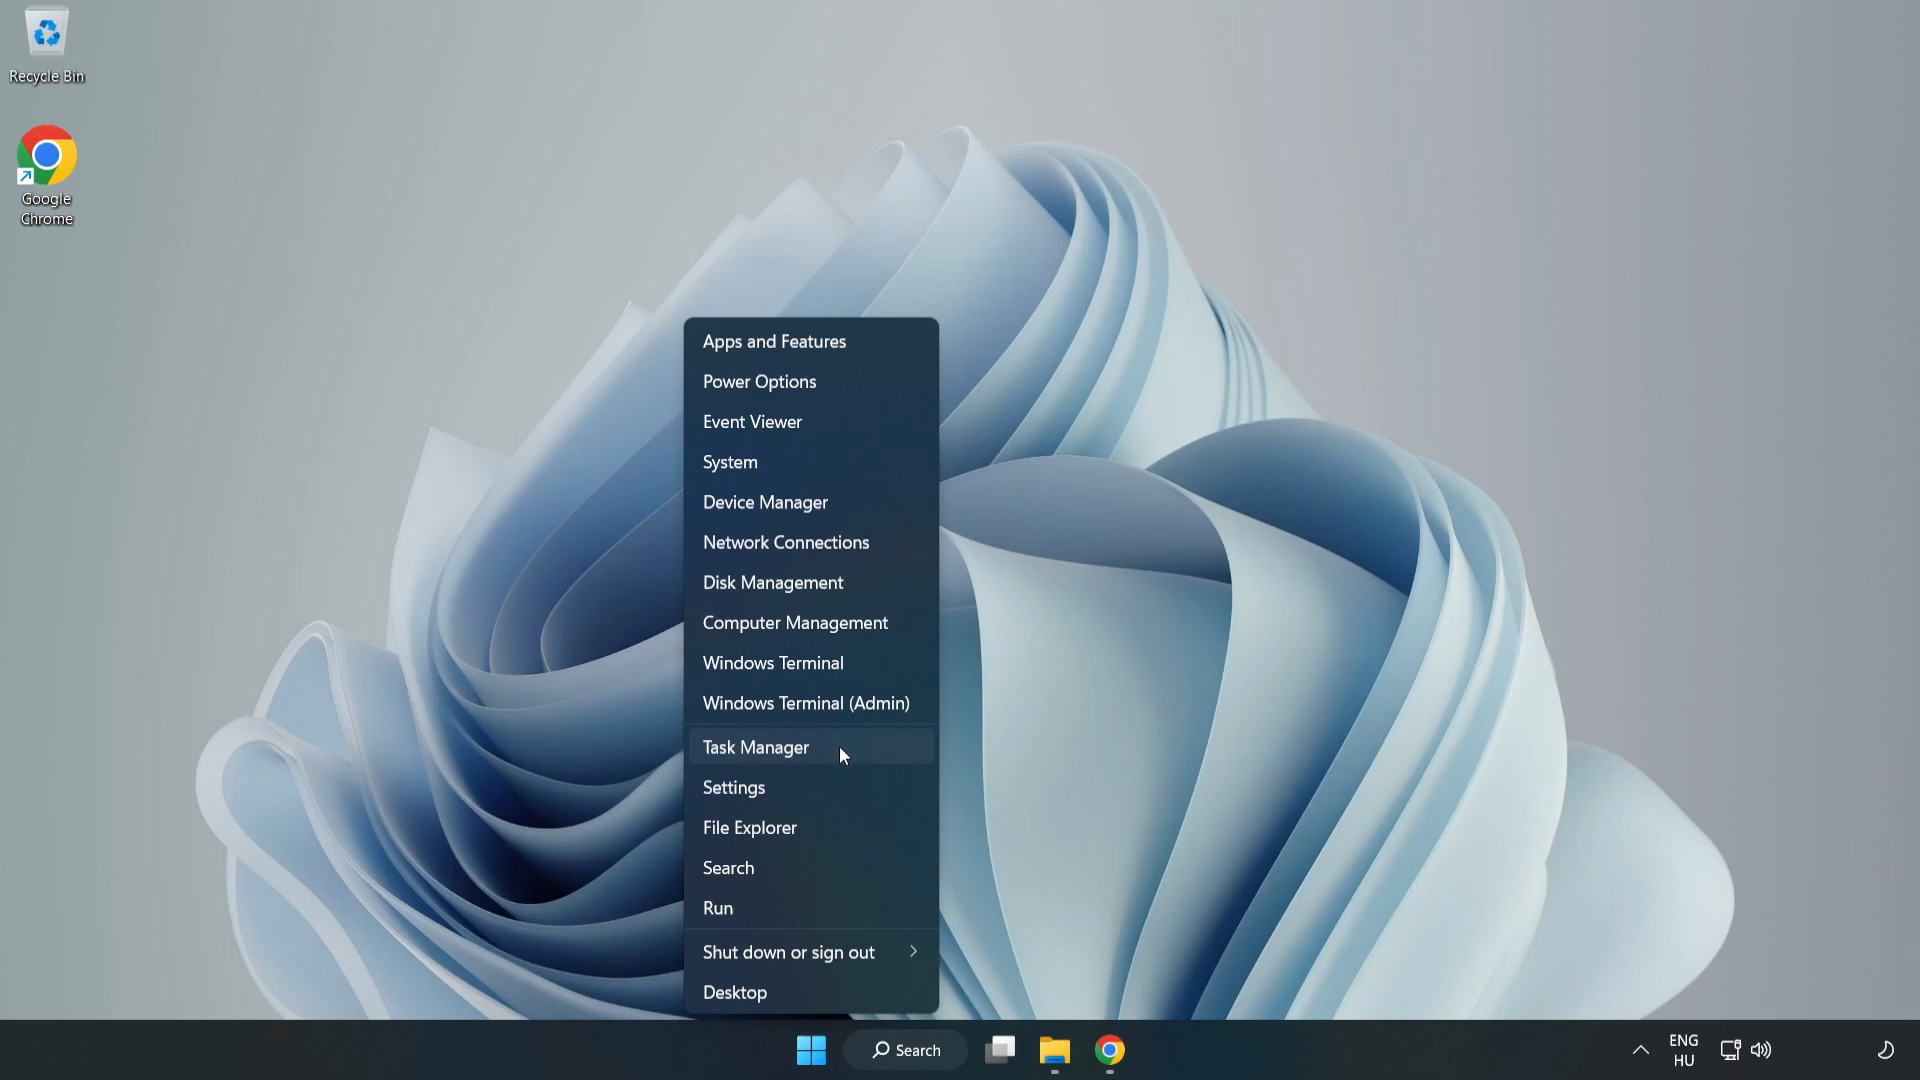 Recycle Bin
Google
Chrome
Apps and Features
Power Options
Event Viewer
System
Device Manager
Network Connections
Disk Management
Computer Management
Windows Terminal
Windows Terminal (Admin)
Task Manager
Settings
File Explorer
Search
Run
Shut down or sign out
Desktop
Search
ENG
HU